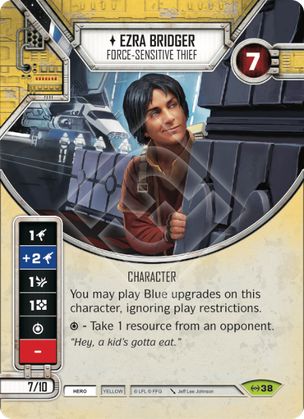 EZRA BRIDGER
FORCE-SENSITIVE THIEF
7
1
+2
1
1
-
CHARACTER
You may play Blue upgrades on this
character, ignoring play restrictions.
- Take 1 resource from an opponent.
"Hey, a kid's gotta eat."
7/10
HERO
YELLOW
© LFL © FFG
Jeff Lee Johnson
38